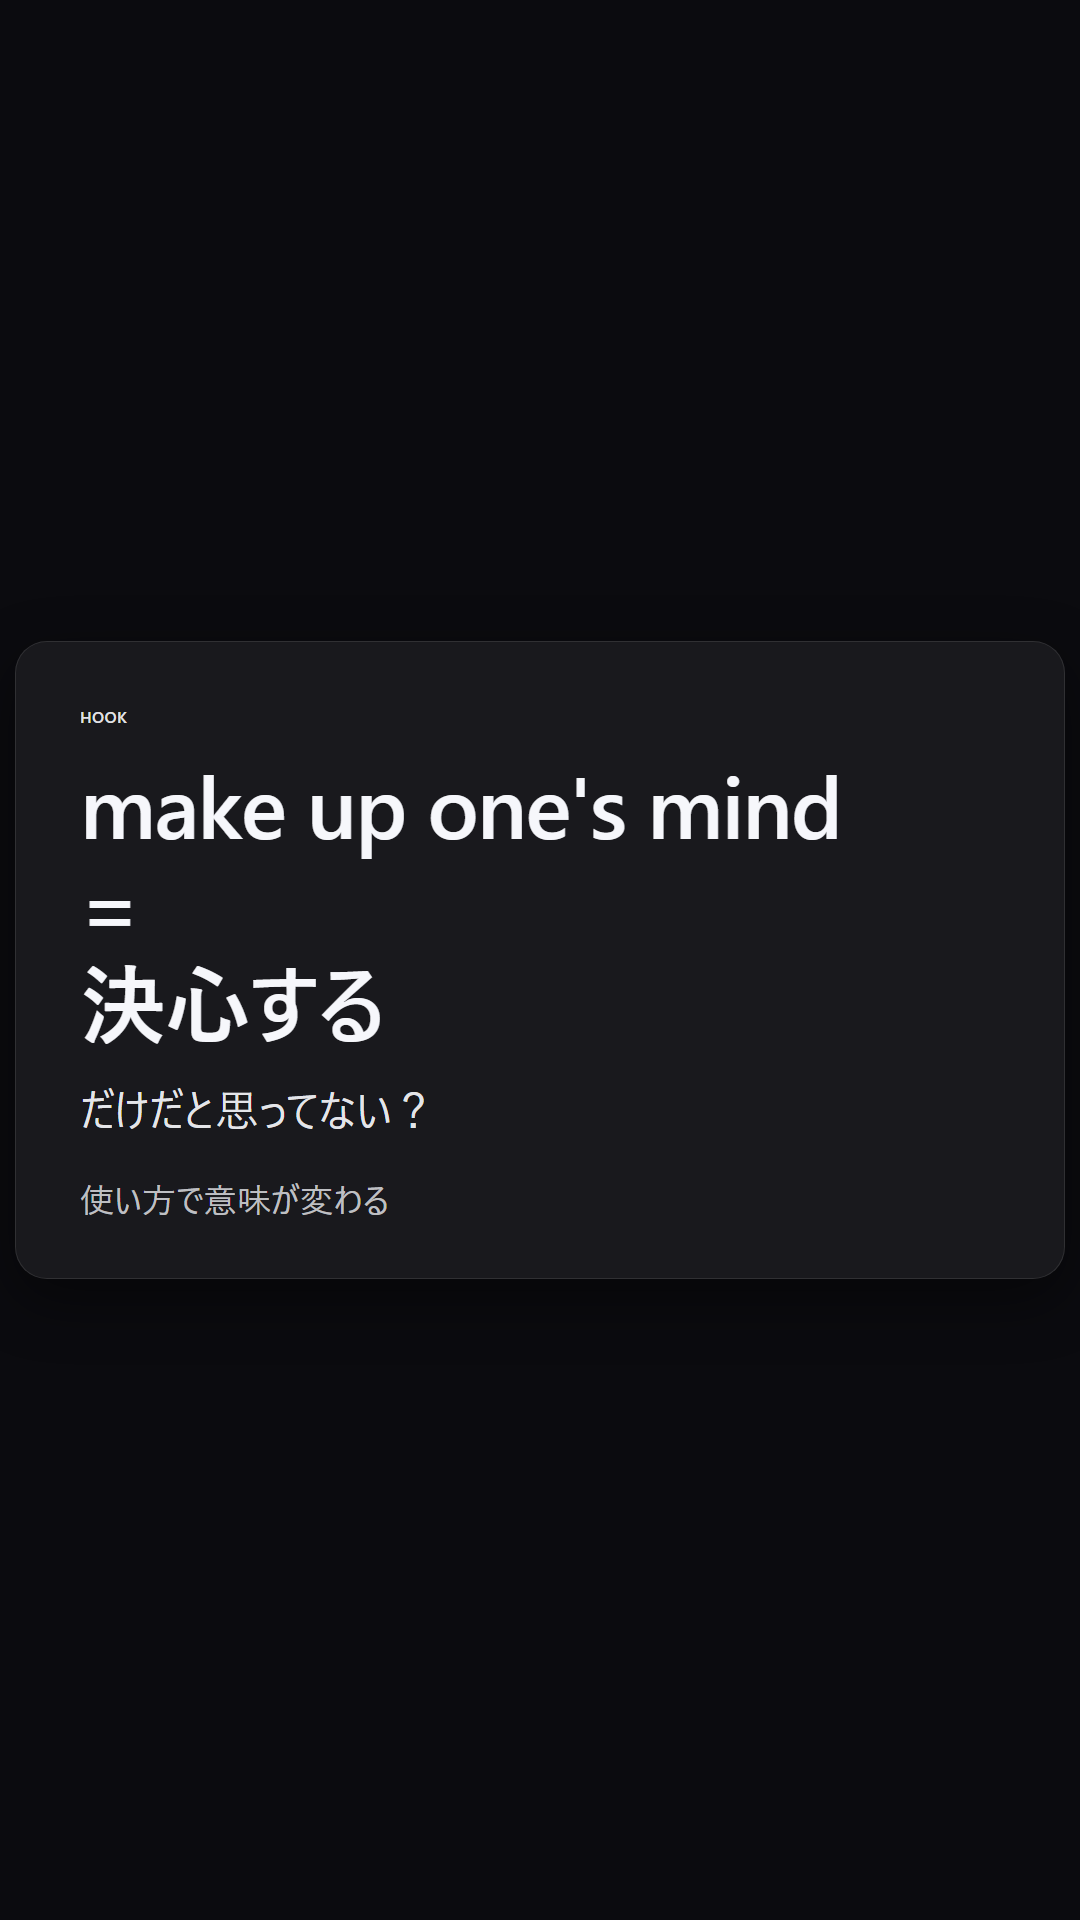 HOOK
make up one's mind
=
決心する
だけだと思ってない？
使い方で意味が変わる